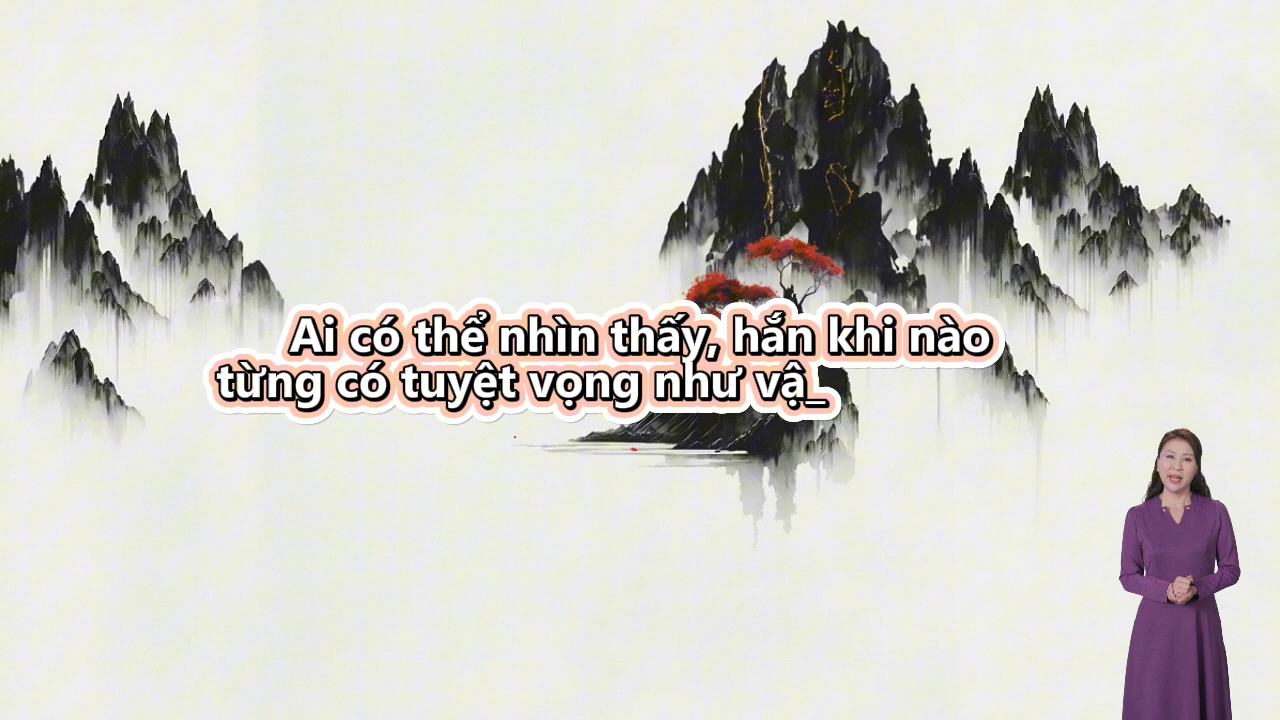 Ai có thể nhìn thấy, hắn khi nào
từng có tuyệt vọng như vậ_